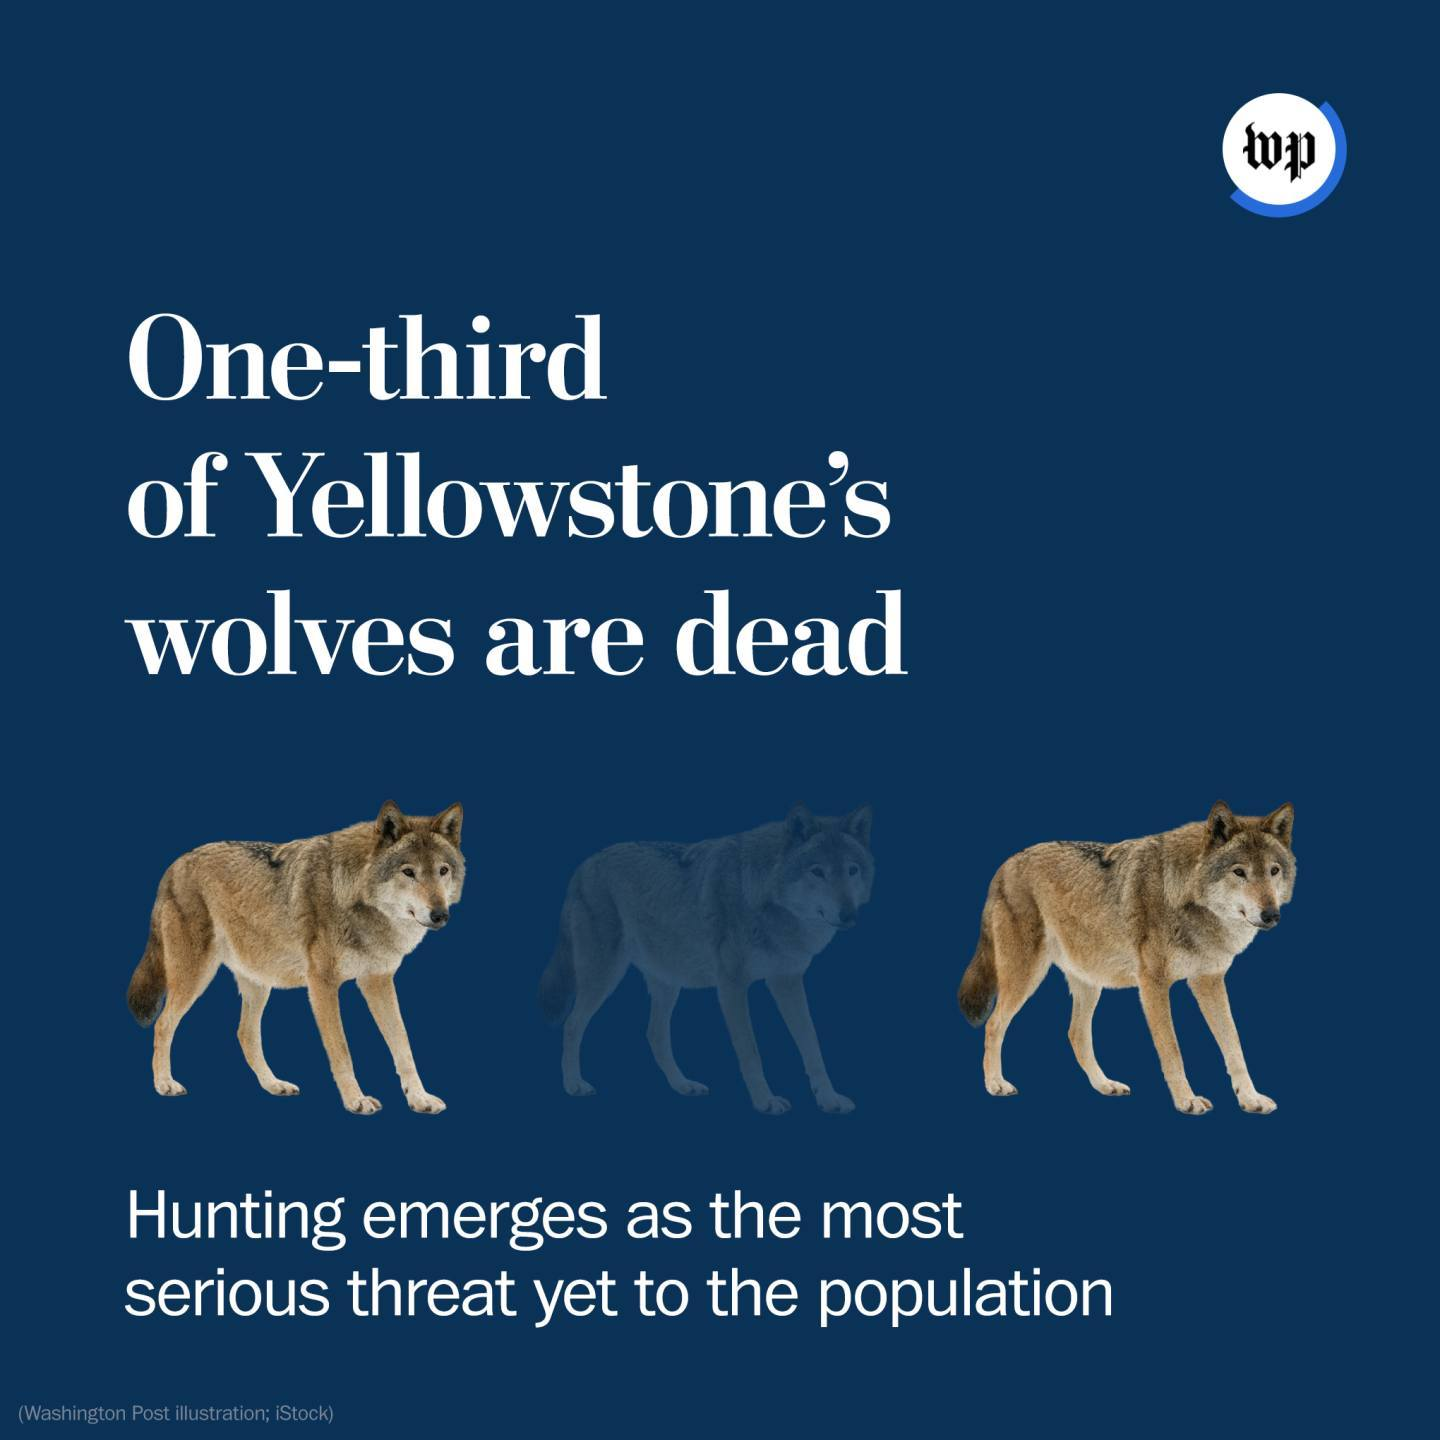 wp
One-third
of Yellowstone’s
wolves are dead
Hunting emerges as the most
serious threat yet to the population
(Washington Post illustration; iStock)